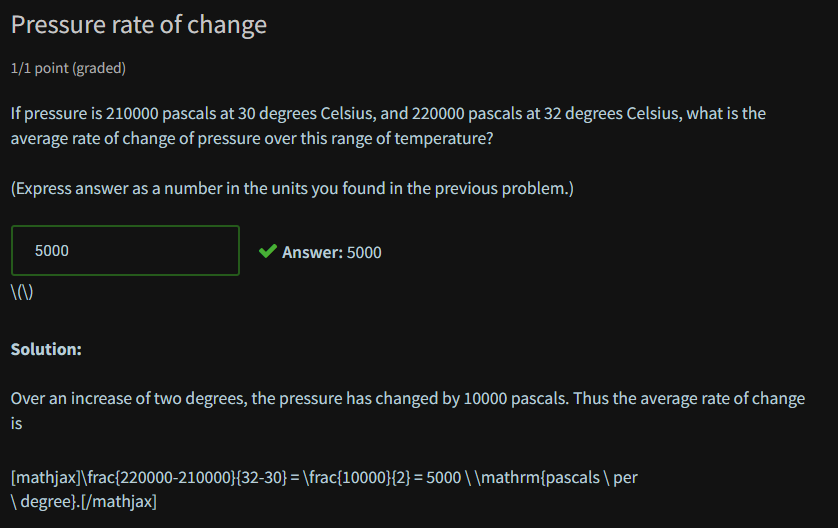 Pressure rate of change
1/1 point (graded)
If pressure is 210000 pascals at 30 degrees Celsius, and 220000 pascals at 32 degrees Celsius, what is the
average rate of change of pressure over this range of temperature?
(Express answer as a number in the units you found in the previous problem.)
5000
Answer: 5000
\(\)
Solution:
Over an increase of two degrees, the pressure has changed by 10000 pascals. Thus the average rate of change
is
[mathjax]\frac{220000-210000}{32-30} = \frac{10000}{2} = 5000 \ \mathrm{pascals \ per
\ degree}.[/mathjax]